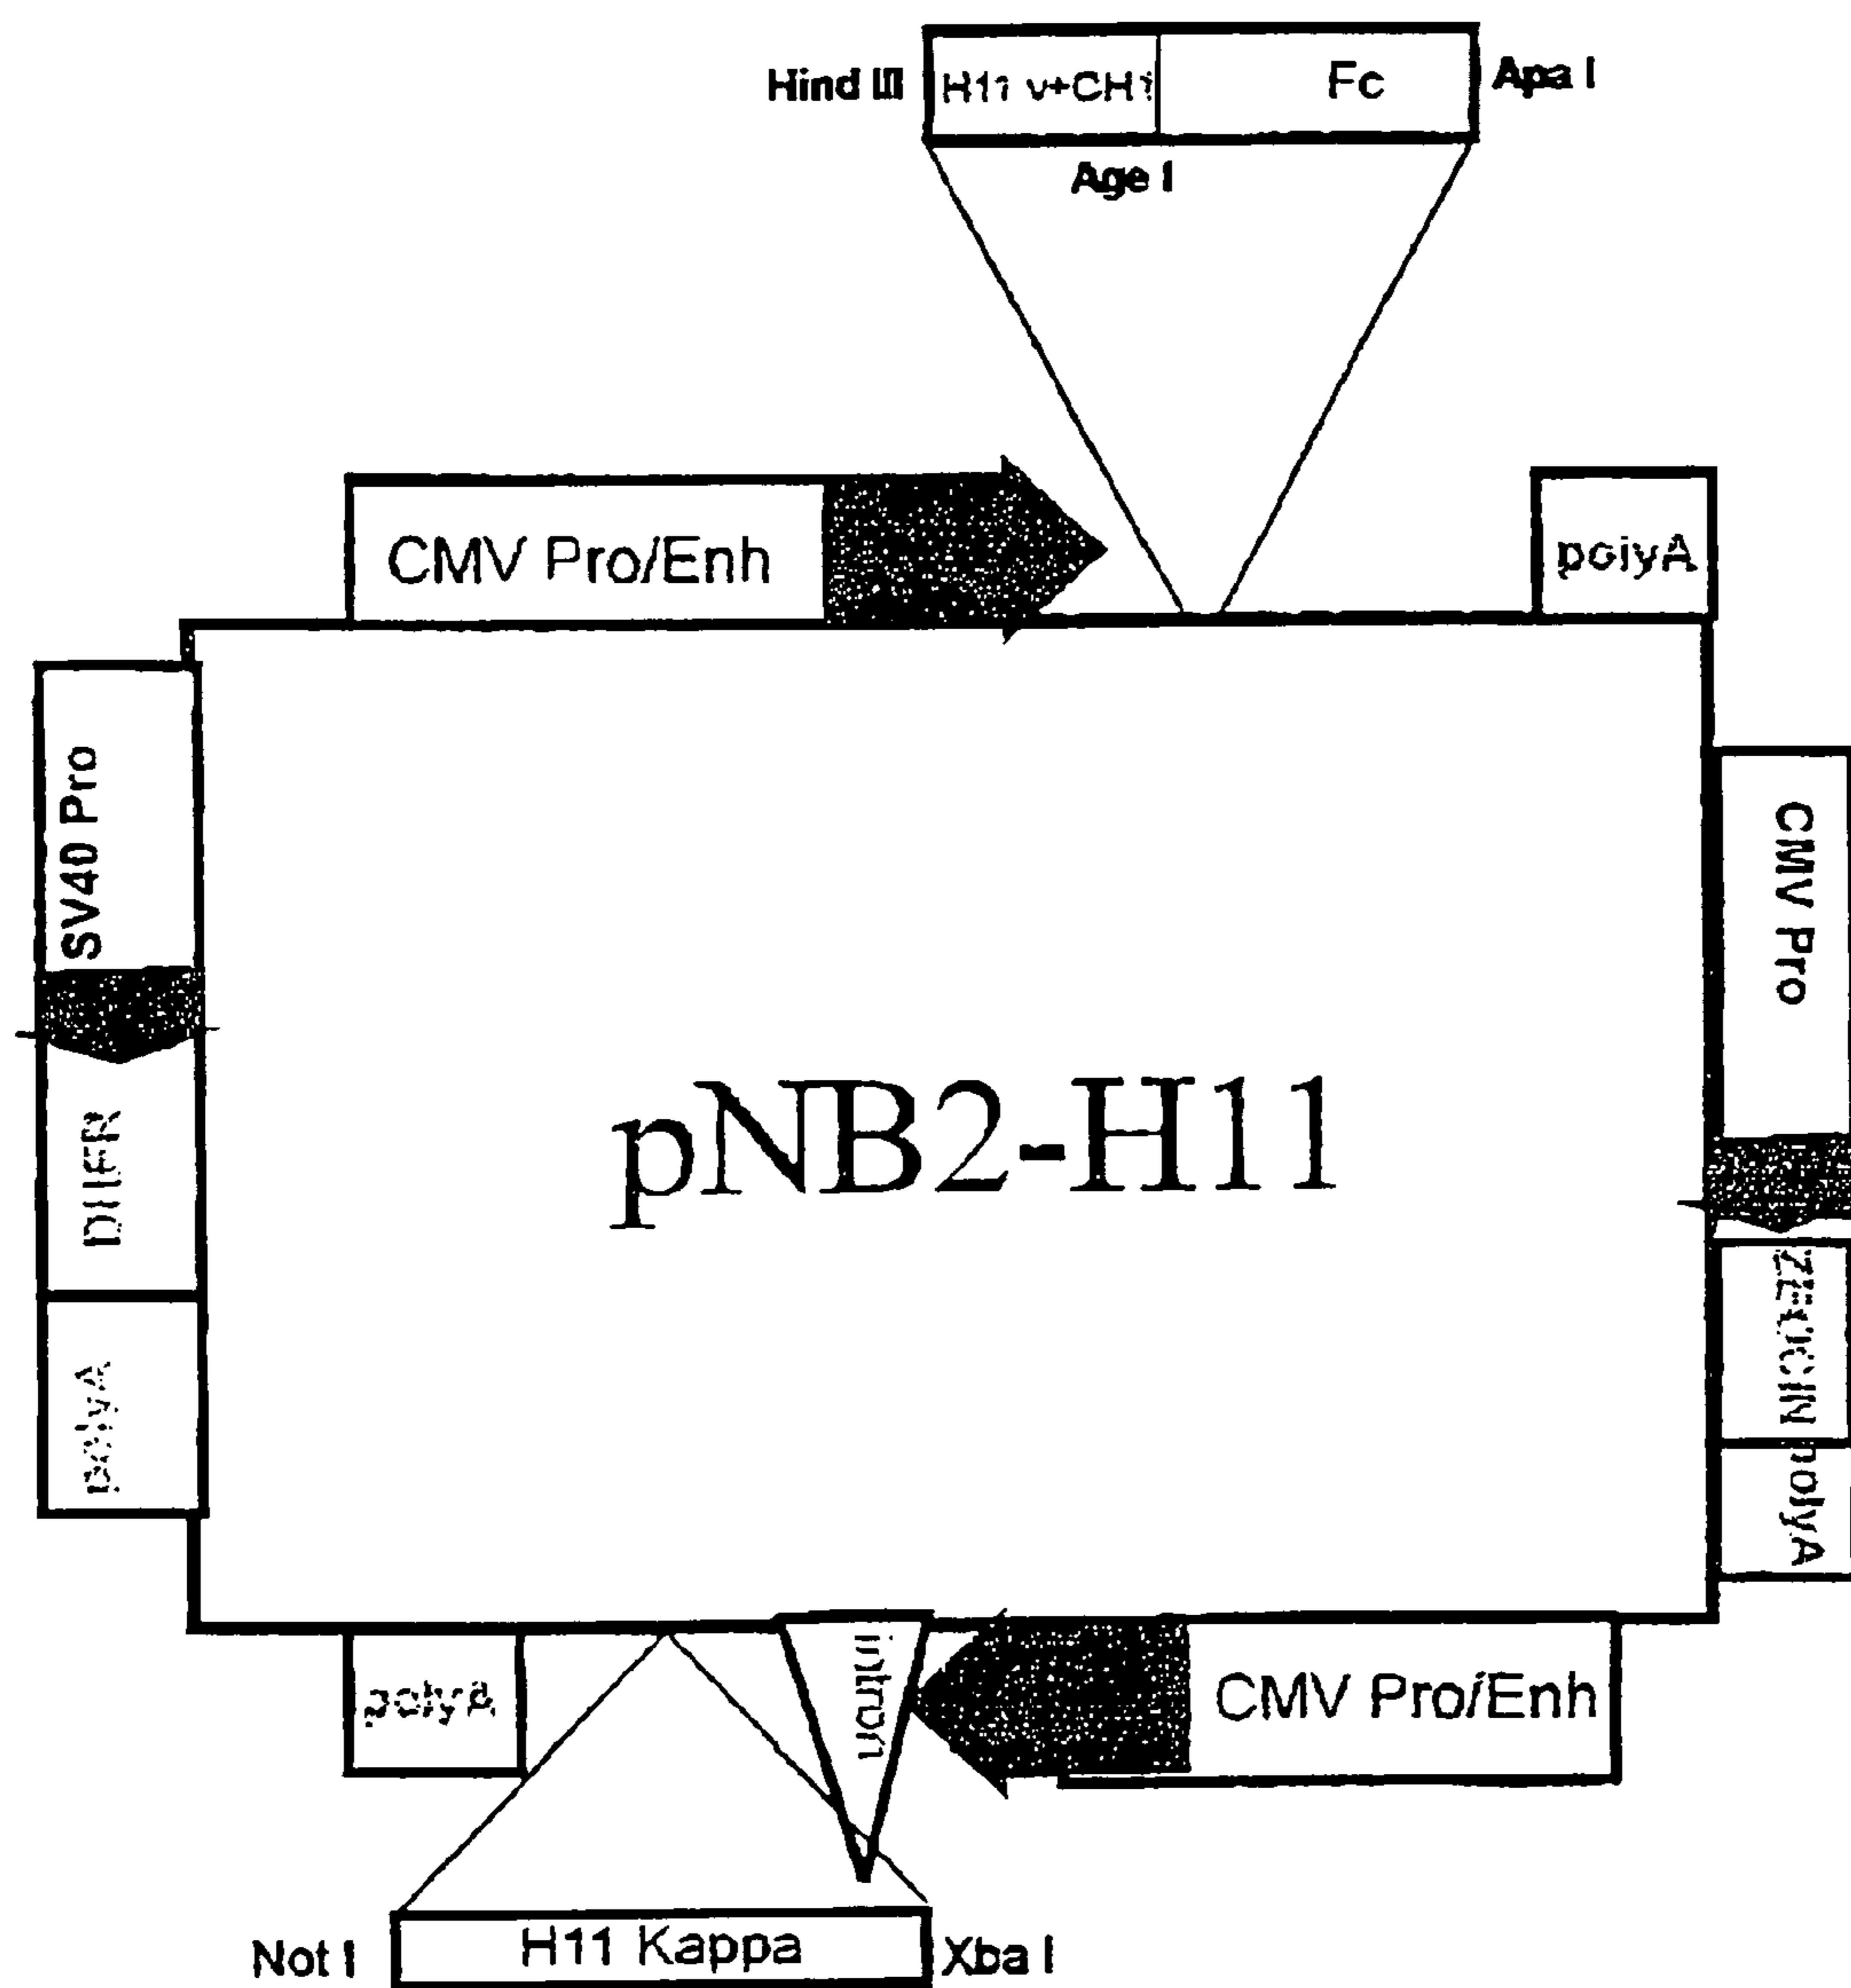 Hind III
H11 v+CH1
Fc
Apa I
Age I
CMV Pro/Enh
polyA
SV40 Pro
CMV Pro
pNB2-H11
DHFR
ZEOCIN
polyA
polyA
polyA
intron
CMV Pro/Enh
Not I
H11 Kappa
Xba I